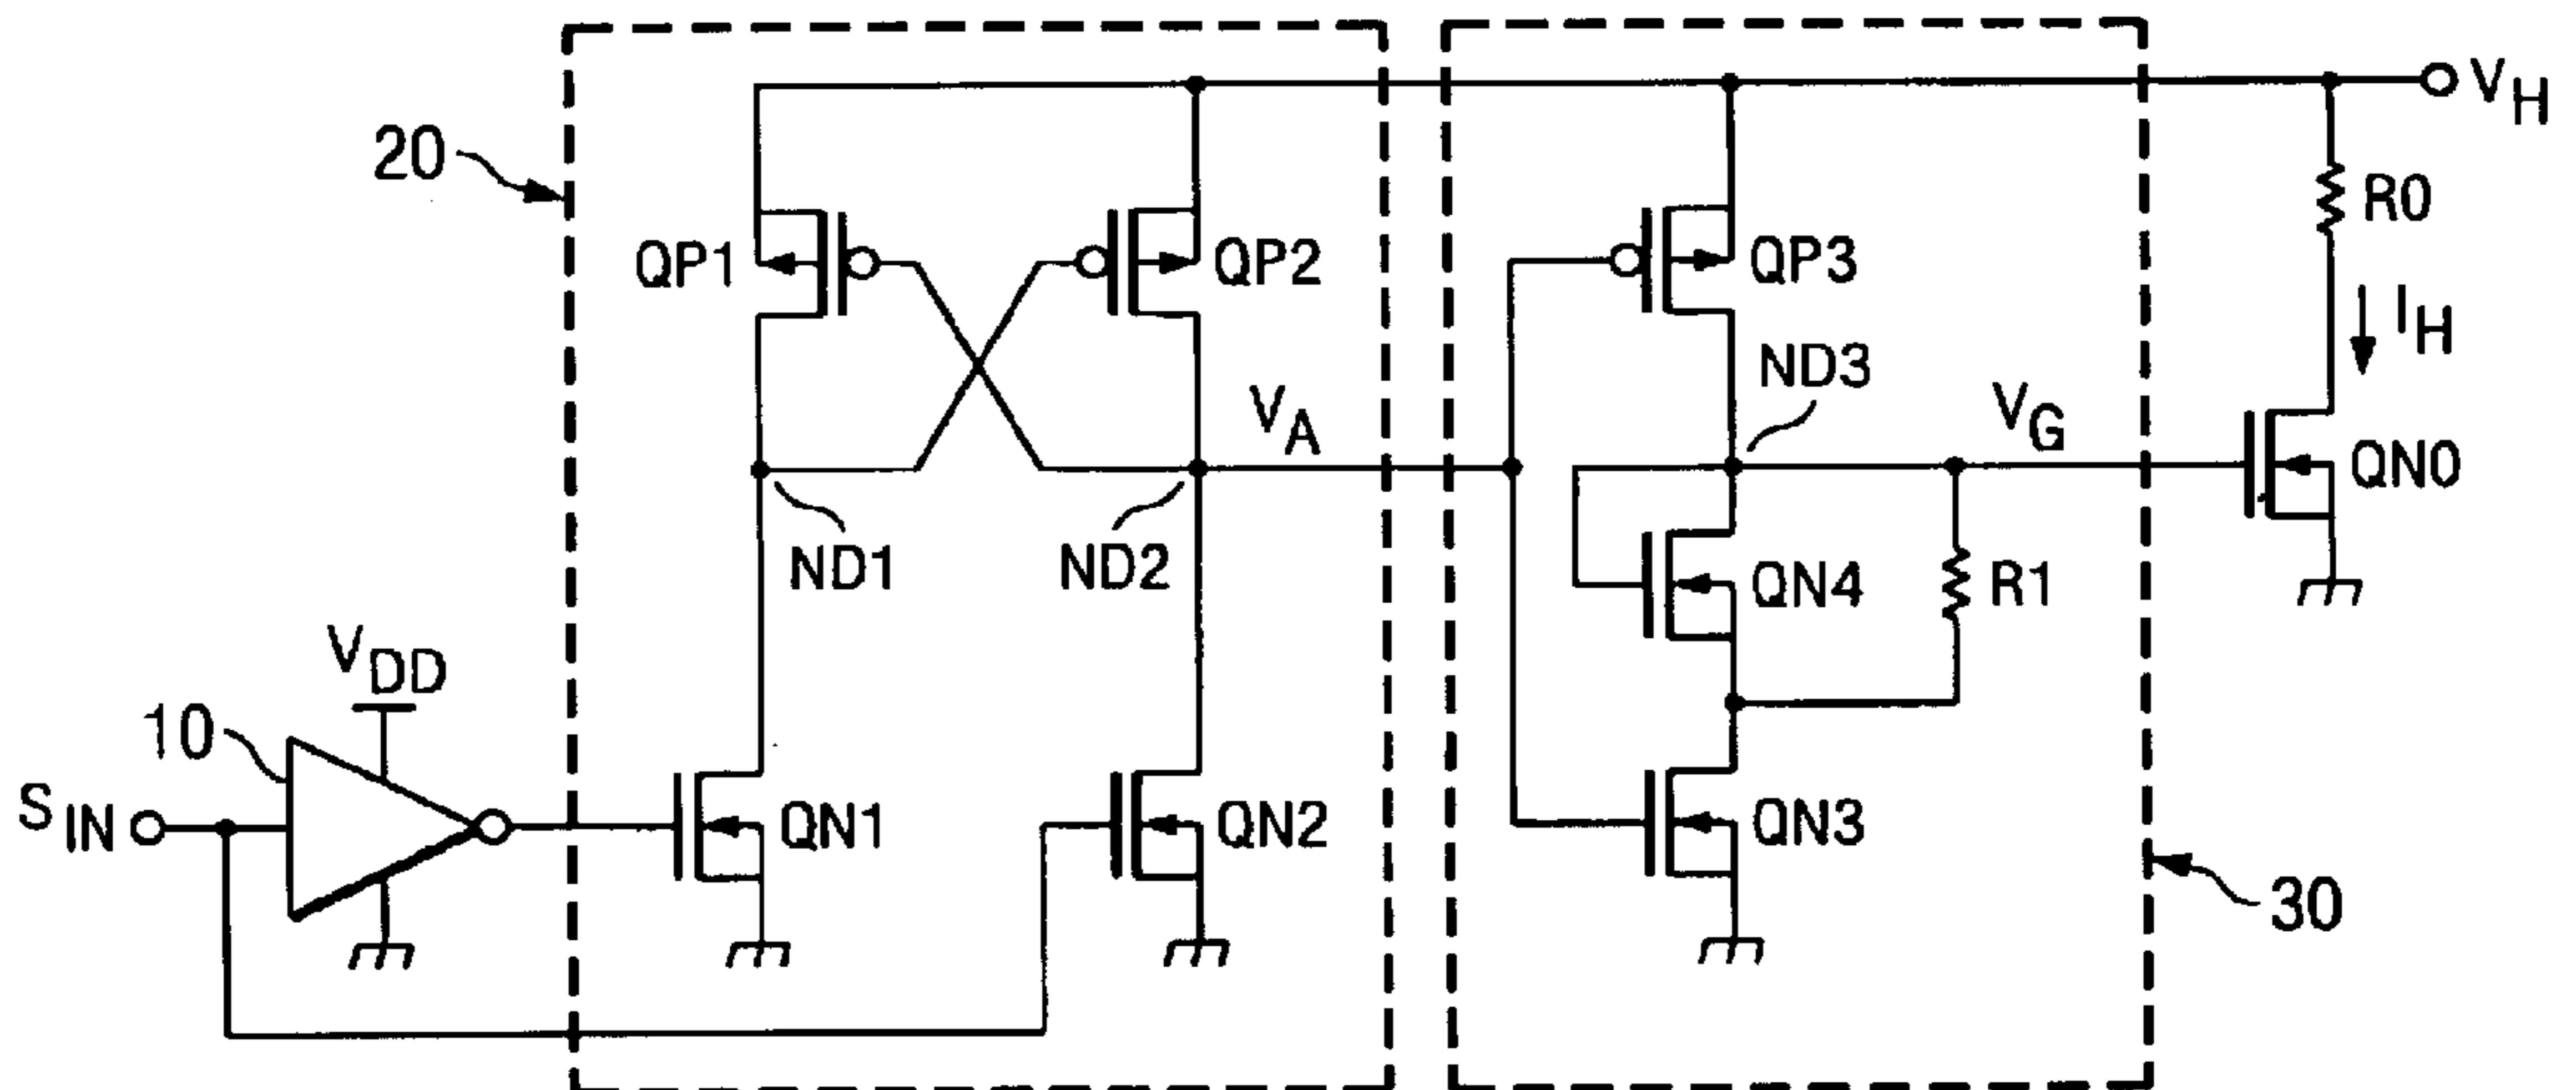 V_H
20
R0
QP1
QP2
QP3
I_H
ND3
V_A
V_G
QN0
ND1
ND2
QN4
R1
V_DD
10
S_IN
QN1
QN2
QN3
30